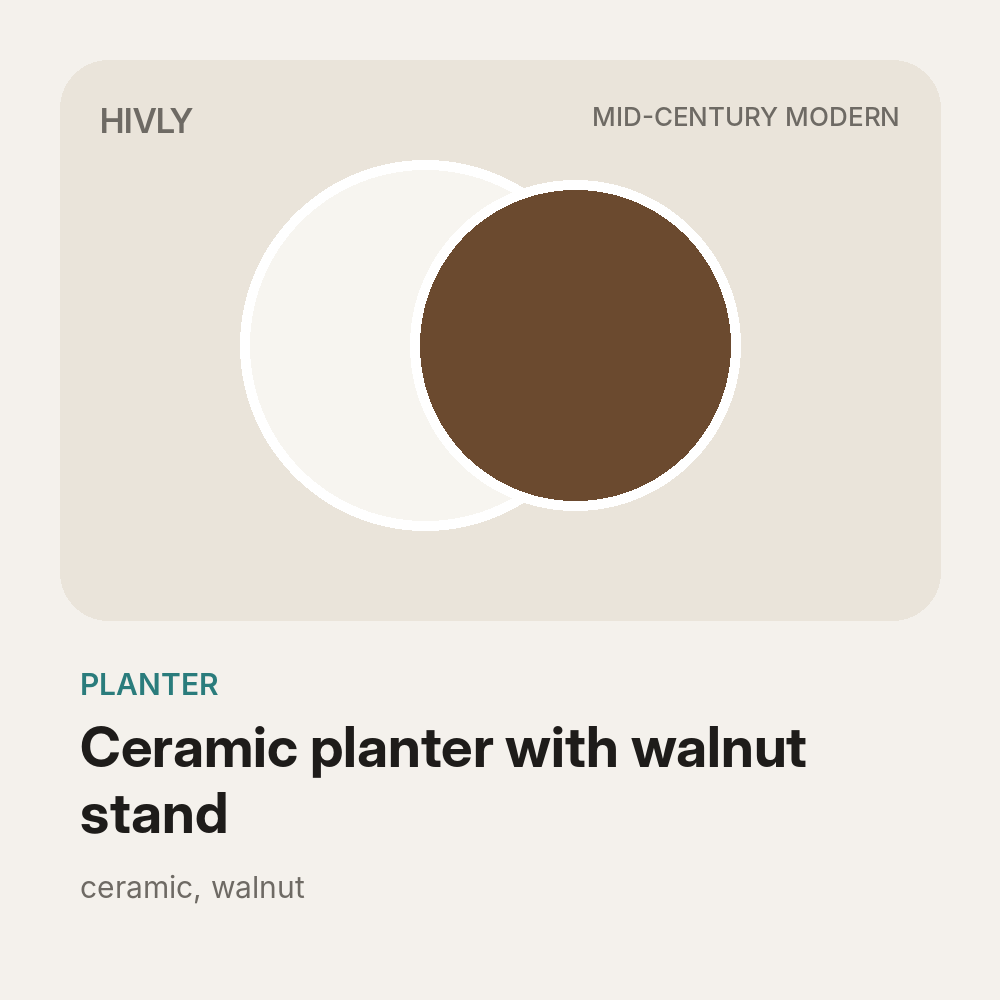 HIVLY
MID-CENTURY MODERN
PLANTER
Ceramic planter with walnut
stand
ceramic, walnut